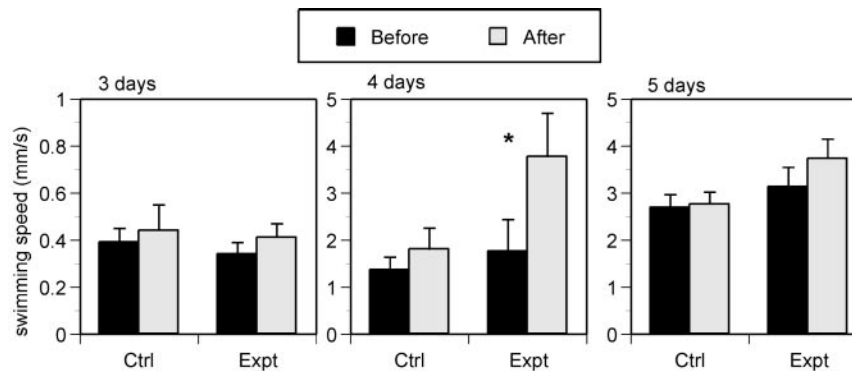 Before After
3 days 4 days 5 days
swimming speed (mm/s)
1 5 5
0.8 4 4
0.6 3 3
0.4 2 2
0.2 1 1
0 0 0
*
Ctrl Expt Ctrl Expt Ctrl Expt